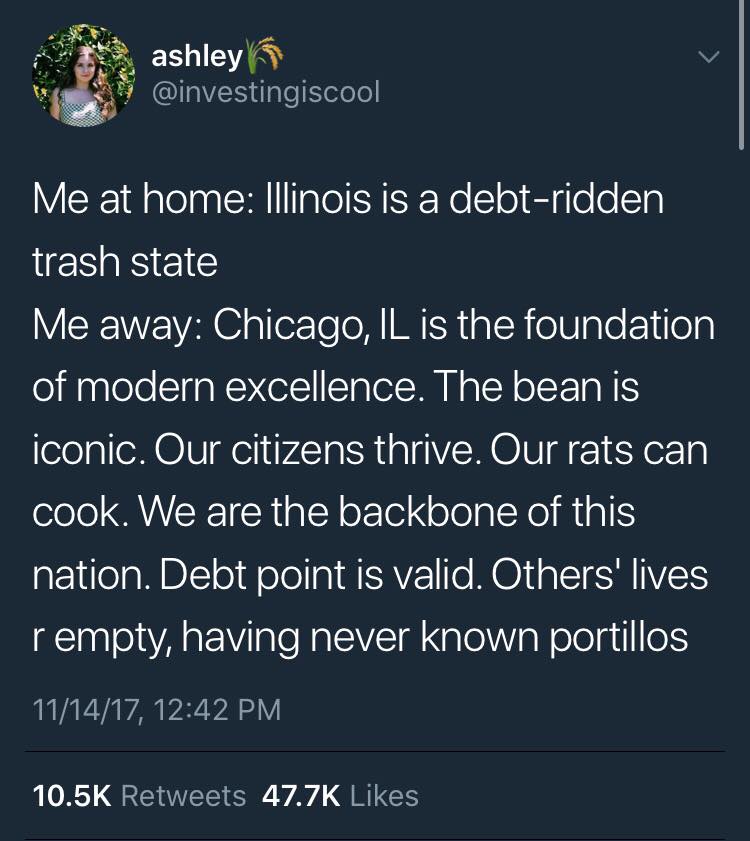 ashley🌾
@investingiscool
Me at home: Illinois is a debt-ridden
trash state
Me away: Chicago, IL is the foundation
of modern excellence. The bean is
iconic. Our citizens thrive. Our rats can
cook. We are the backbone of this
nation. Debt point is valid. Others' lives
r empty, having never known portillos
11/14/17, 12:42 PM
10.5K Retweets 47.7K Likes